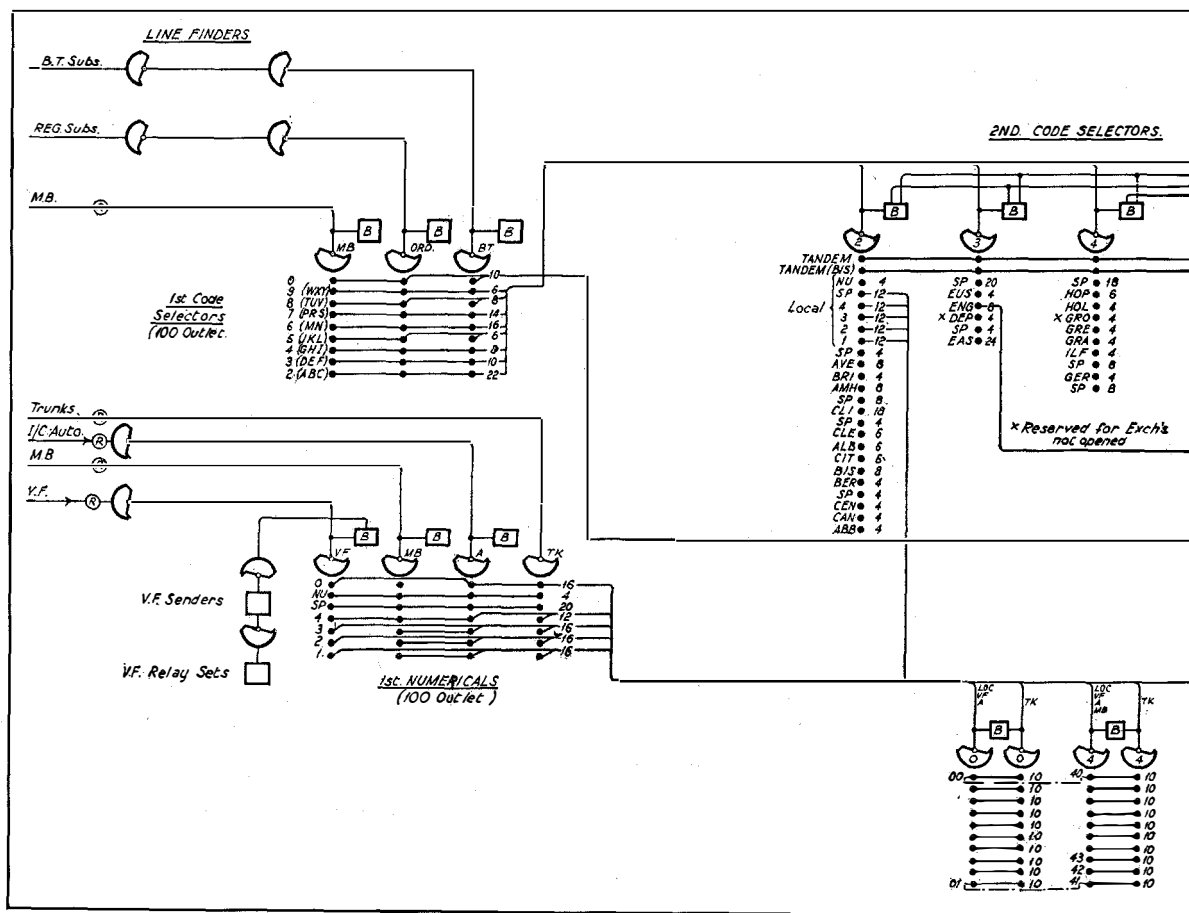 LINE FINDERS
B.T. Subs.
REG. Subs.
M.B.
B
B
B
MB
ORD.
BT
1st Code
Selectors
(100 Outlet.
0 10
9 (WXY) 6
8 (TUV) 8
7 (PRS) 14
6 (MN) 16
5 (JKL) 6
4 (GHI) 8
3 (DEF) 10
2 (ABC) 22
2ND. CODE SELECTORS.
B
B
B
2
3
4
TANDEM
TANDEM (BIS)
Local
NU 4
SP 12
4 12
3 12
2 12
1 12
SP 4
AVE 8
BRI 4
AMH 8
SP 8
CLI 18
SP 4
CLE 6
ALB 6
CIT 6
BIS 8
BER 4
SP 4
CEN 4
CAN 4
ABB 4
SP 20
EUS 4
ENG 8
x DEP 4
SP 4
EAS 24
SP 18
HOP 6
HOL 4
x GRO 4
GRE 4
GRA 4
ILF 4
SP 8
GER 4
SP 8
x Reserved for Exch's
not opened
Trunks.
I/C Auto.
R
M.B
V.F.
R
B
B
B
VF
MB
A
TK
0 16
NU 4
SP 20
4 12
3 16
2 16
1. 16
1st. NUMERICALS
(100 Outlet)
V.F. Senders
V.F. Relay Sets
LOC
VF
A
TK
LOC
VF
A
MB
TK
B
B
0
0
4
4
00 10
10
10
10
10
10
10
10
10
01 10
40 10
10
10
10
10
10
10
43 10
42 10
41 10